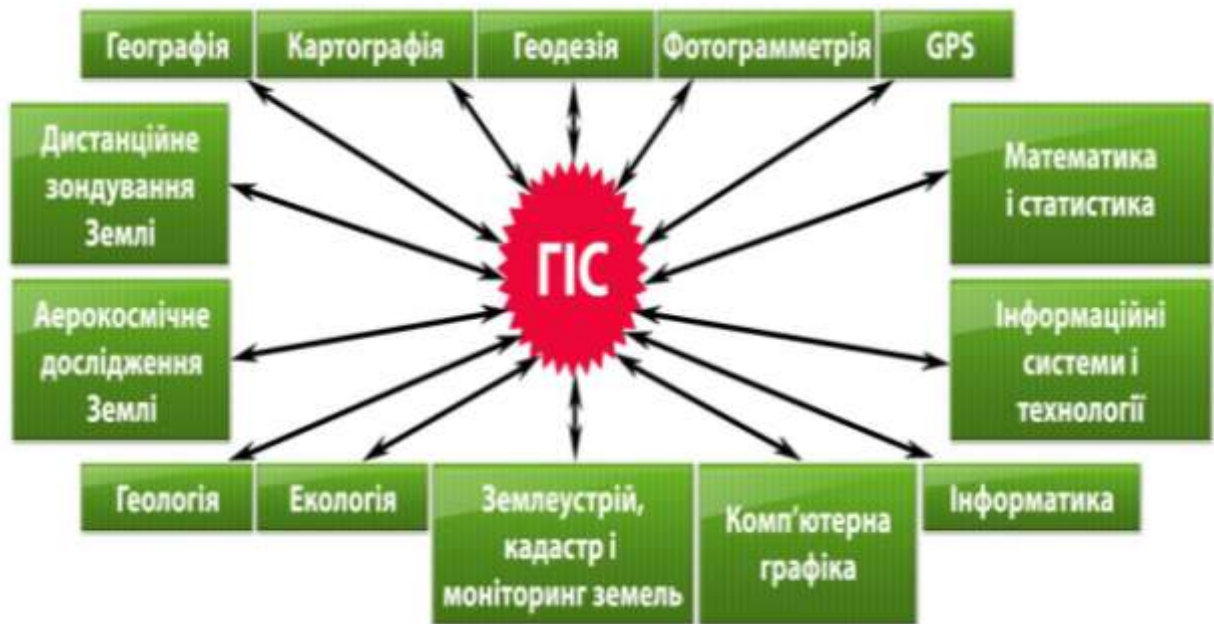 Географія
Картографія
Геодезія
Фотограмметрія
GPS
Дистанційне
зондування
Землі
Математика
і статистика
ГІС
Аерокосмічне
дослідження
Землі
Інформаційні
системи і
технології
Геологія
Екологія
Землеустрій,
кадастр і
моніторинг земель
Комп’ютерна
графіка
Інформатика